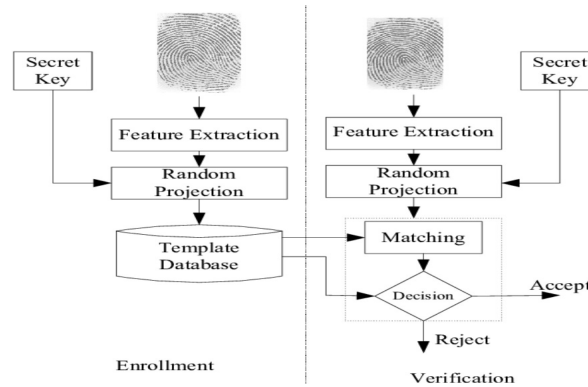 Secret
Key
Feature Extraction
Random
Projection
Template
Database
Enrollment
Secret
Key
Feature Extraction
Random
Projection
Matching
Decision
Accept
Reject
Verification